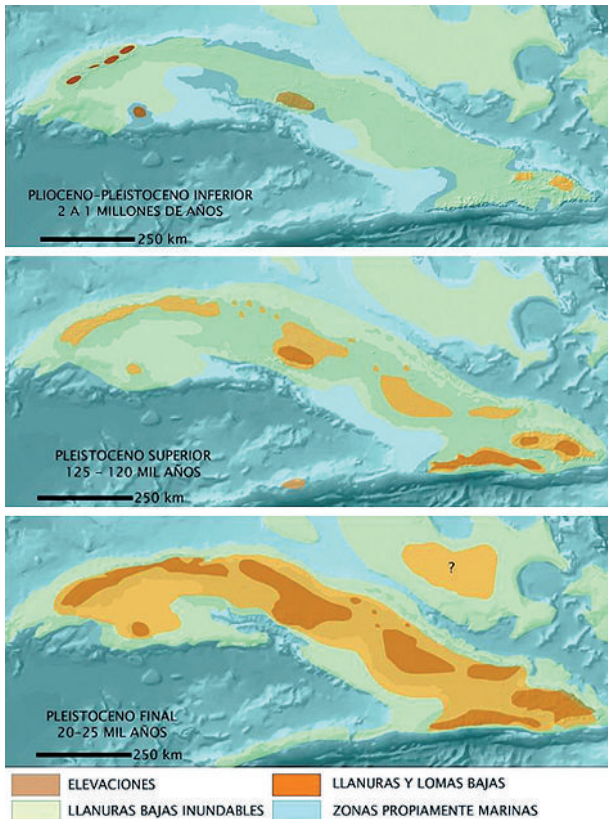 PLIOCENO-PLEISTOCENO INFERIOR
2 A 1 MILLONES DE AÑOS
250 km
PLEISTOCENO SUPERIOR
125 - 120 MIL AÑOS
250 km
?
PLEISTOCENO FINAL
20-25 MIL AÑOS
250 km
ELEVACIONES
LLANURAS Y LOMAS BAJAS
LLANURAS BAJAS INUNDABLES
ZONAS PROPIAMENTE MARINAS